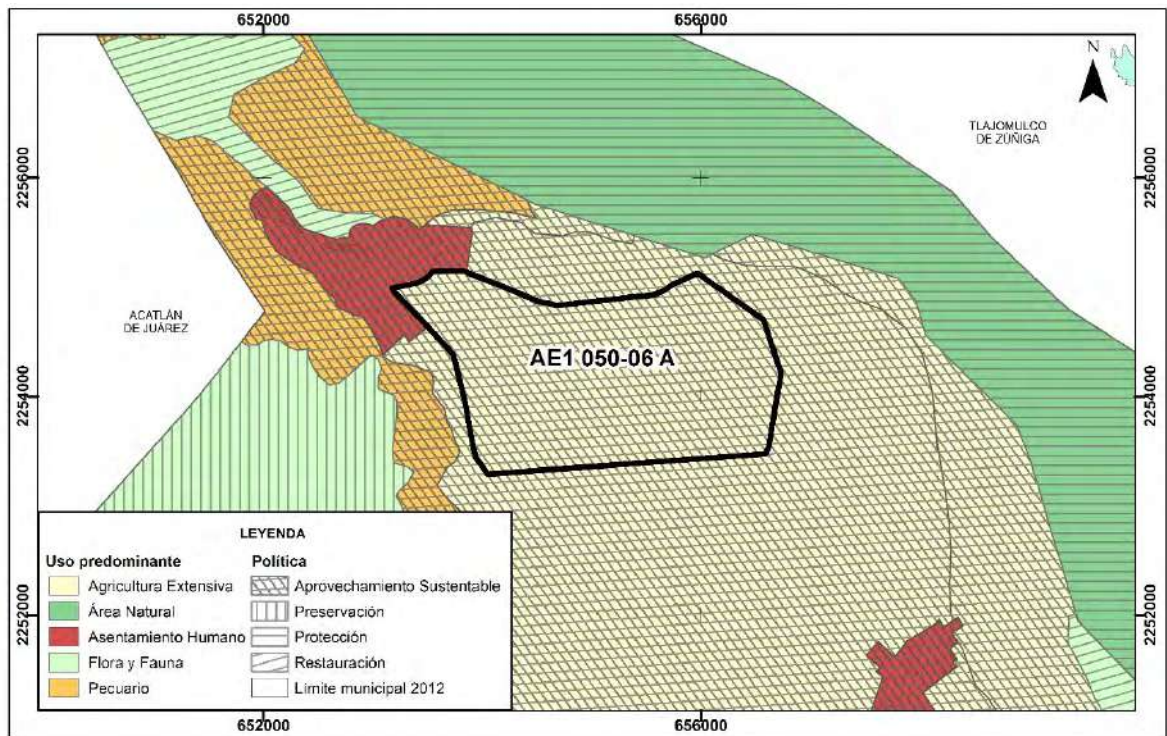 652000
656000
N
TLAJOMULCO
DE ZÚÑIGA
2256000
2256000
ACATLÁN
DE JUÁREZ
AE1 050-06 A
2254000
2254000
LEYENDA
Uso predominante
Política
Agricultura Extensiva
Aprovechamiento Sustentable
Área Natural
Preservación
Asentamiento Humano
Protección
Flora y Fauna
Restauración
Pecuario
Limite municipal 2012
2252000
2252000
652000
656000